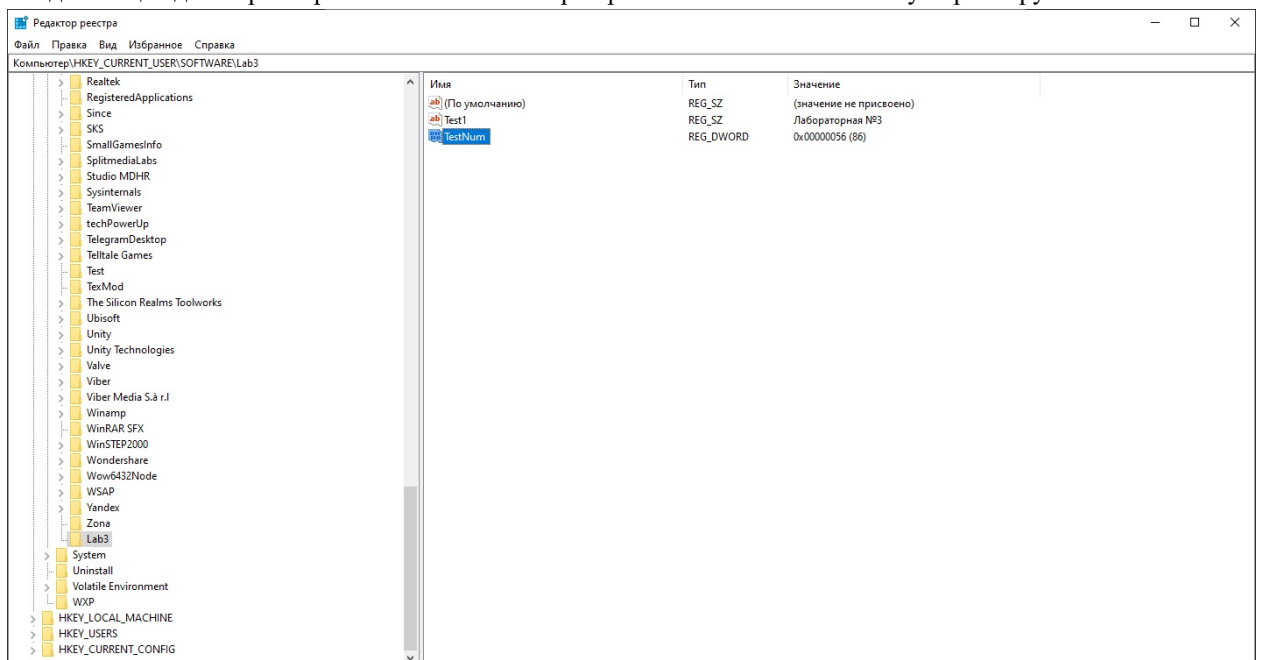 Редактор реестра
Файл Правка Вид Избранное Справка
Компьютер\HKEY_CURRENT_USER\SOFTWARE\Lab3
Realtek
RegisteredApplications
Since
SKS
SmallGamesInfo
SplitmediaLabs
Studio MDHR
Sysinternals
TeamViewer
techPowerUp
TelegramDesktop
Telltale Games
Test
TexMod
The Silicon Realms Toolworks
Ubisoft
Unity
Unity Technologies
Valve
Viber
Viber Media S.à r.l
Winamp
WinRAR SFX
WinSTEP2000
Wondershare
Wow6432Node
WSAP
Yandex
Zona
Lab3
System
Uninstall
Volatile Environment
WXP
HKEY_LOCAL_MACHINE
HKEY_USERS
HKEY_CURRENT_CONFIG
Имя Тип Значение
(По умолчанию) REG_SZ (значение не присвоено)
Test1 REG_SZ Лабораторная №3
TestNum REG_DWORD 0x00000056 (86)